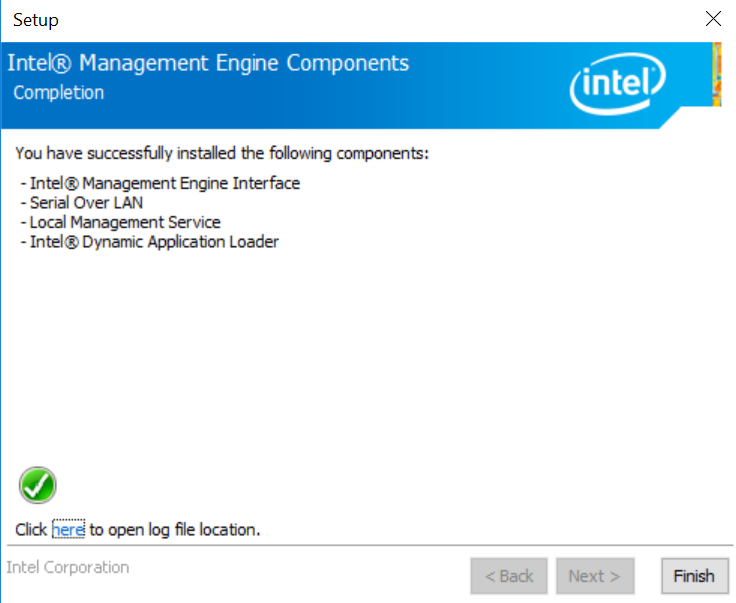 Setup
Intel® Management Engine Components
intel
Completion
You have successfully installed the following components:
- Intel® Management Engine Interface
- Serial Over LAN
- Local Management Service
- Intel® Dynamic Application Loader
Click here to open log file location.
Intel Corporation
< Back Next > Finish